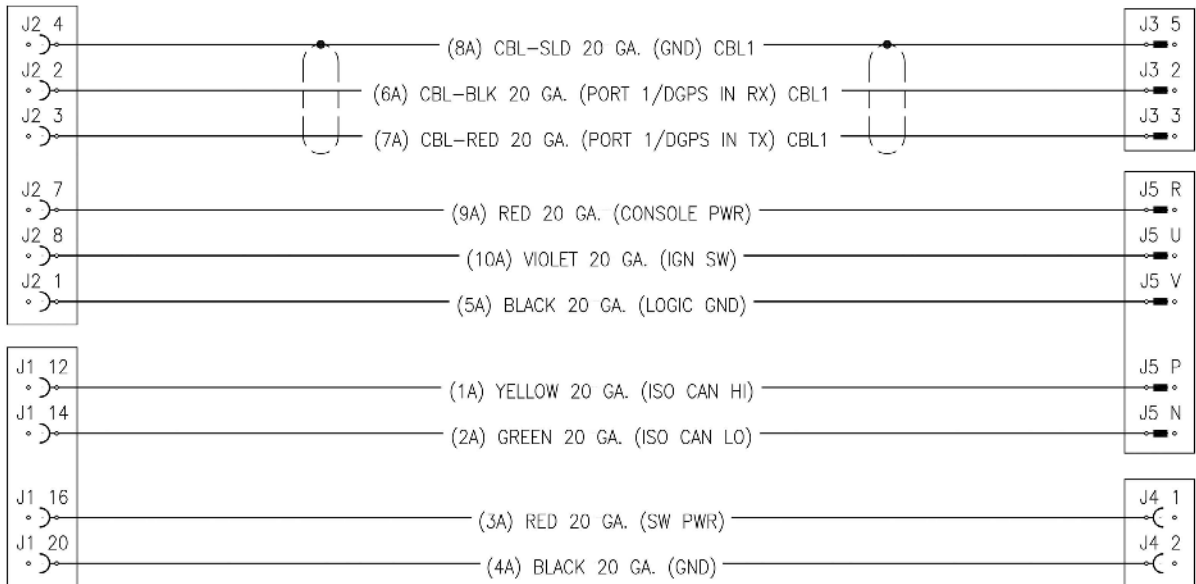 J2 4 (8A) CBL-SLD 20 GA. (GND) CBL1 J3 5
J2 2 (6A) CBL-BLK 20 GA. (PORT 1/DGPS IN RX) CBL1 J3 2
J2 3 (7A) CBL-RED 20 GA. (PORT 1/DGPS IN TX) CBL1 J3 3
J2 7 (9A) RED 20 GA. (CONSOLE PWR) J5 R
J2 8 (10A) VIOLET 20 GA. (IGN SW) J5 U
J2 1 (5A) BLACK 20 GA. (LOGIC GND) J5 V
J1 12 (1A) YELLOW 20 GA. (ISO CAN HI) J5 P
J1 14 (2A) GREEN 20 GA. (ISO CAN LO) J5 N
J1 16 (3A) RED 20 GA. (SW PWR) J4 1
J1 20 (4A) BLACK 20 GA. (GND) J4 2